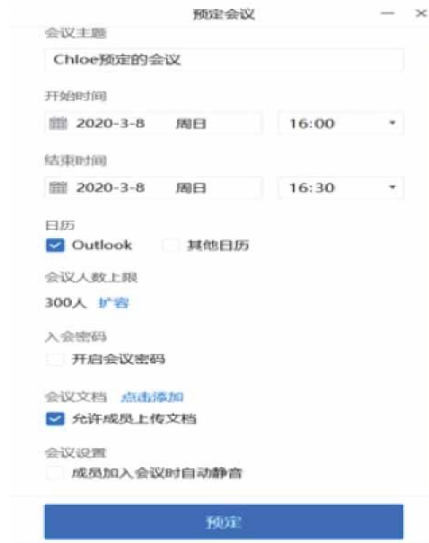 预定会议
会议主题
Chloe预定的会议
开始时间
2020-3-8 周日 16:00
结束时间
2020-3-8 周日 16:30
日历
Outlook 其他日历
会议人数上限
300人 扩容
入会密码
开启会议密码
会议文档 点击添加
允许成员上传文档
会议设置
成员加入会议时自动静音
预定